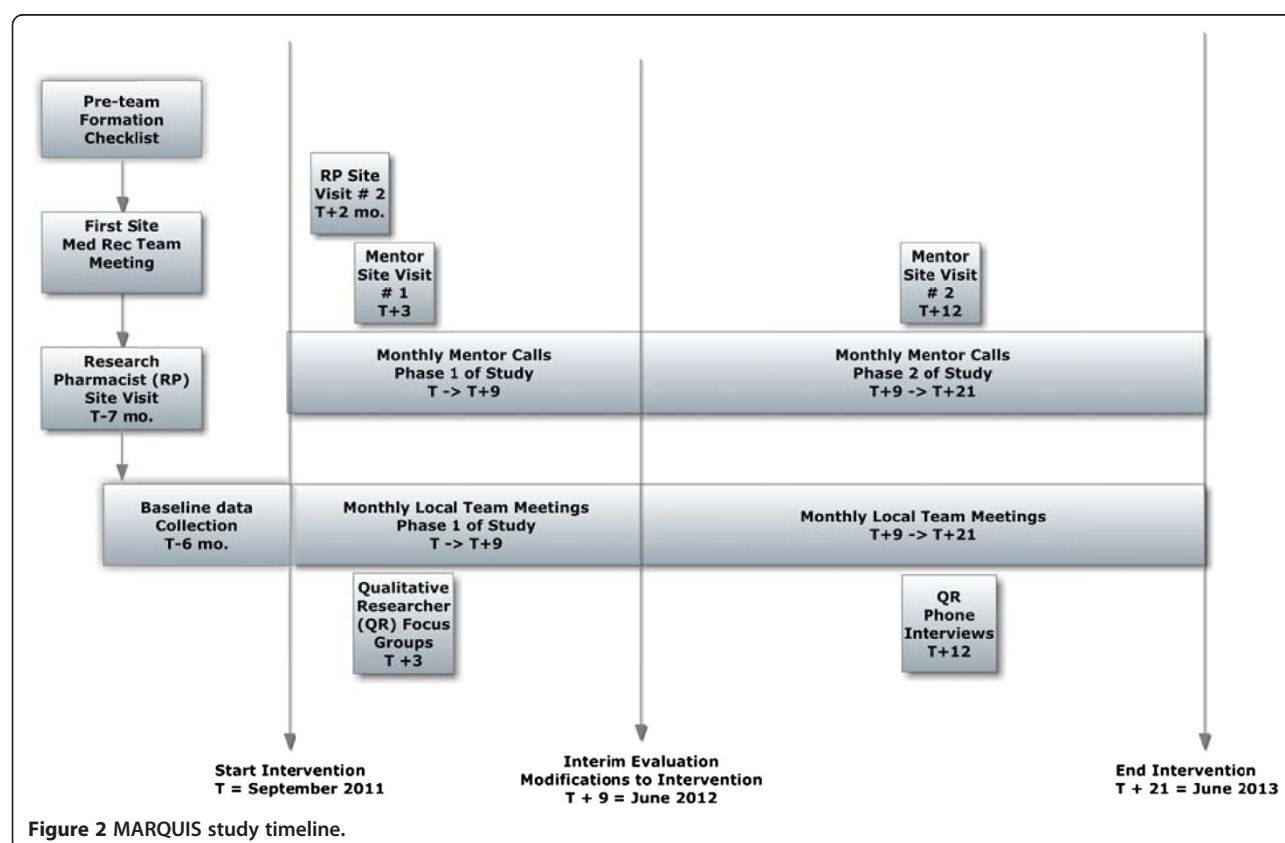 Pre-team
Formation
Checklist
First Site
Med Rec Team
Meeting
Research
Pharmacist (RP)
Site Visit
T-7 mo.
Baseline data
Collection
T-6 mo.
RP Site
Visit # 2
T+2 mo.
Mentor
Site Visit
# 1
T+3
Mentor
Site Visit
# 2
T+12
Monthly Mentor Calls
Phase 1 of Study
T -> T+9
Monthly Mentor Calls
Phase 2 of Study
T+9 -> T+21
Monthly Local Team Meetings
Phase 1 of Study
T -> T+9
Monthly Local Team Meetings
T+9 -> T+21
Qualitative
Researcher
(QR) Focus
Groups
T +3
QR
Phone
Interviews
T+12
Start Intervention
T = September 2011
Interim Evaluation
Modifications to Intervention
T + 9 = June 2012
End Intervention
T + 21 = June 2013
Figure 2 MARQUIS study timeline.